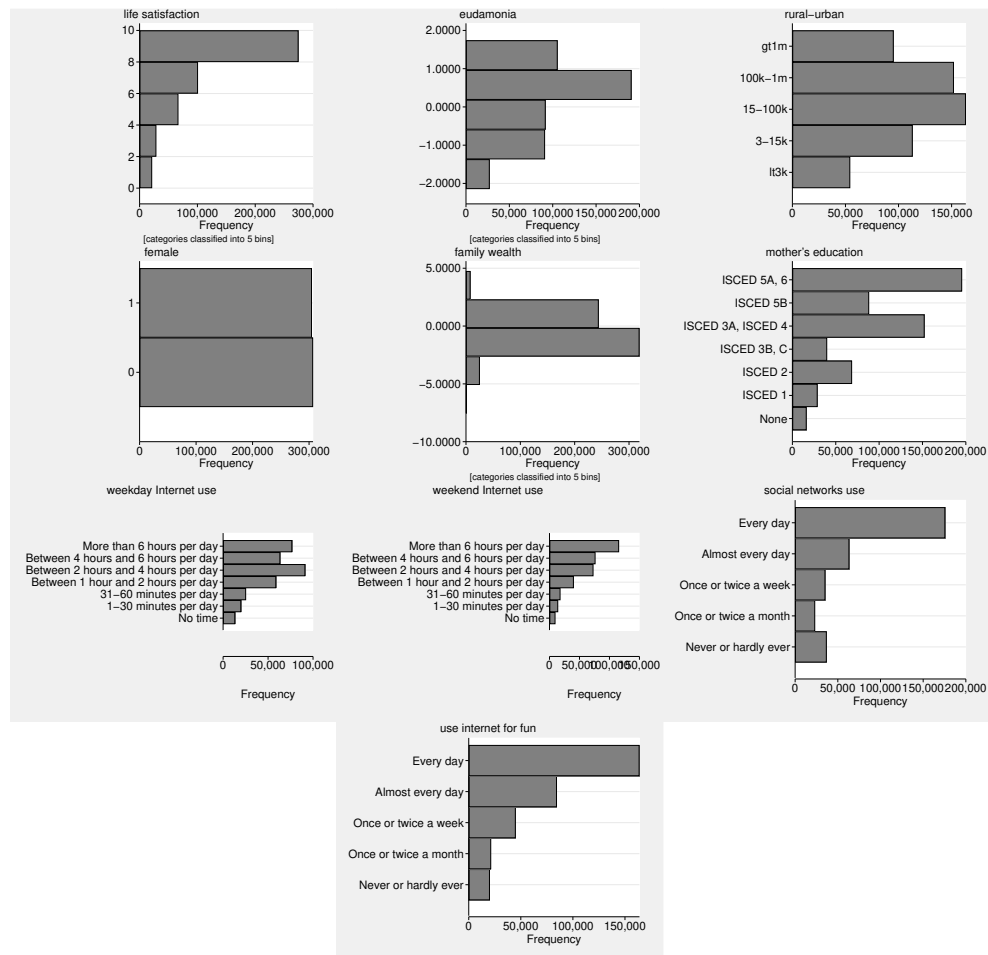 life satisfaction
10
8
6
4
2
0
0 100,000 200,000 300,000
Frequency
[categories classified into 5 bins]
eudamonia
2.0000
1.0000
0.0000
−1.0000
−2.0000
0 50,000 100,000 150,000 200,000
Frequency
[categories classified into 5 bins]
rural−urban
gt1m
100k−1m
15−100k
3−15k
lt3k
0 50,000 100,000 150,000
Frequency
female
1
0
0 100,000 200,000 300,000
Frequency
family wealth
5.0000
0.0000
−5.0000
−10.0000
0 100,000 200,000 300,000
Frequency
[categories classified into 5 bins]
mother's education
ISCED 5A, 6
ISCED 5B
ISCED 3A, ISCED 4
ISCED 3B, C
ISCED 2
ISCED 1
None
0 50,000 100,000 150,000 200,000
Frequency
weekday Internet use
More than 6 hours per day
Between 4 hours and 6 hours per day
Between 2 hours and 4 hours per day
Between 1 hour and 2 hours per day
31−60 minutes per day
1−30 minutes per day
No time
0 50,000 100,000
Frequency
weekend Internet use
More than 6 hours per day
Between 4 hours and 6 hours per day
Between 2 hours and 4 hours per day
Between 1 hour and 2 hours per day
31−60 minutes per day
1−30 minutes per day
No time
0 50,000 100,000 150,000
Frequency
social networks use
Every day
Almost every day
Once or twice a week
Once or twice a month
Never or hardly ever
0 50,000 100,000 150,000 200,000
Frequency
use internet for fun
Every day
Almost every day
Once or twice a week
Once or twice a month
Never or hardly ever
0 50,000 100,000 150,000
Frequency